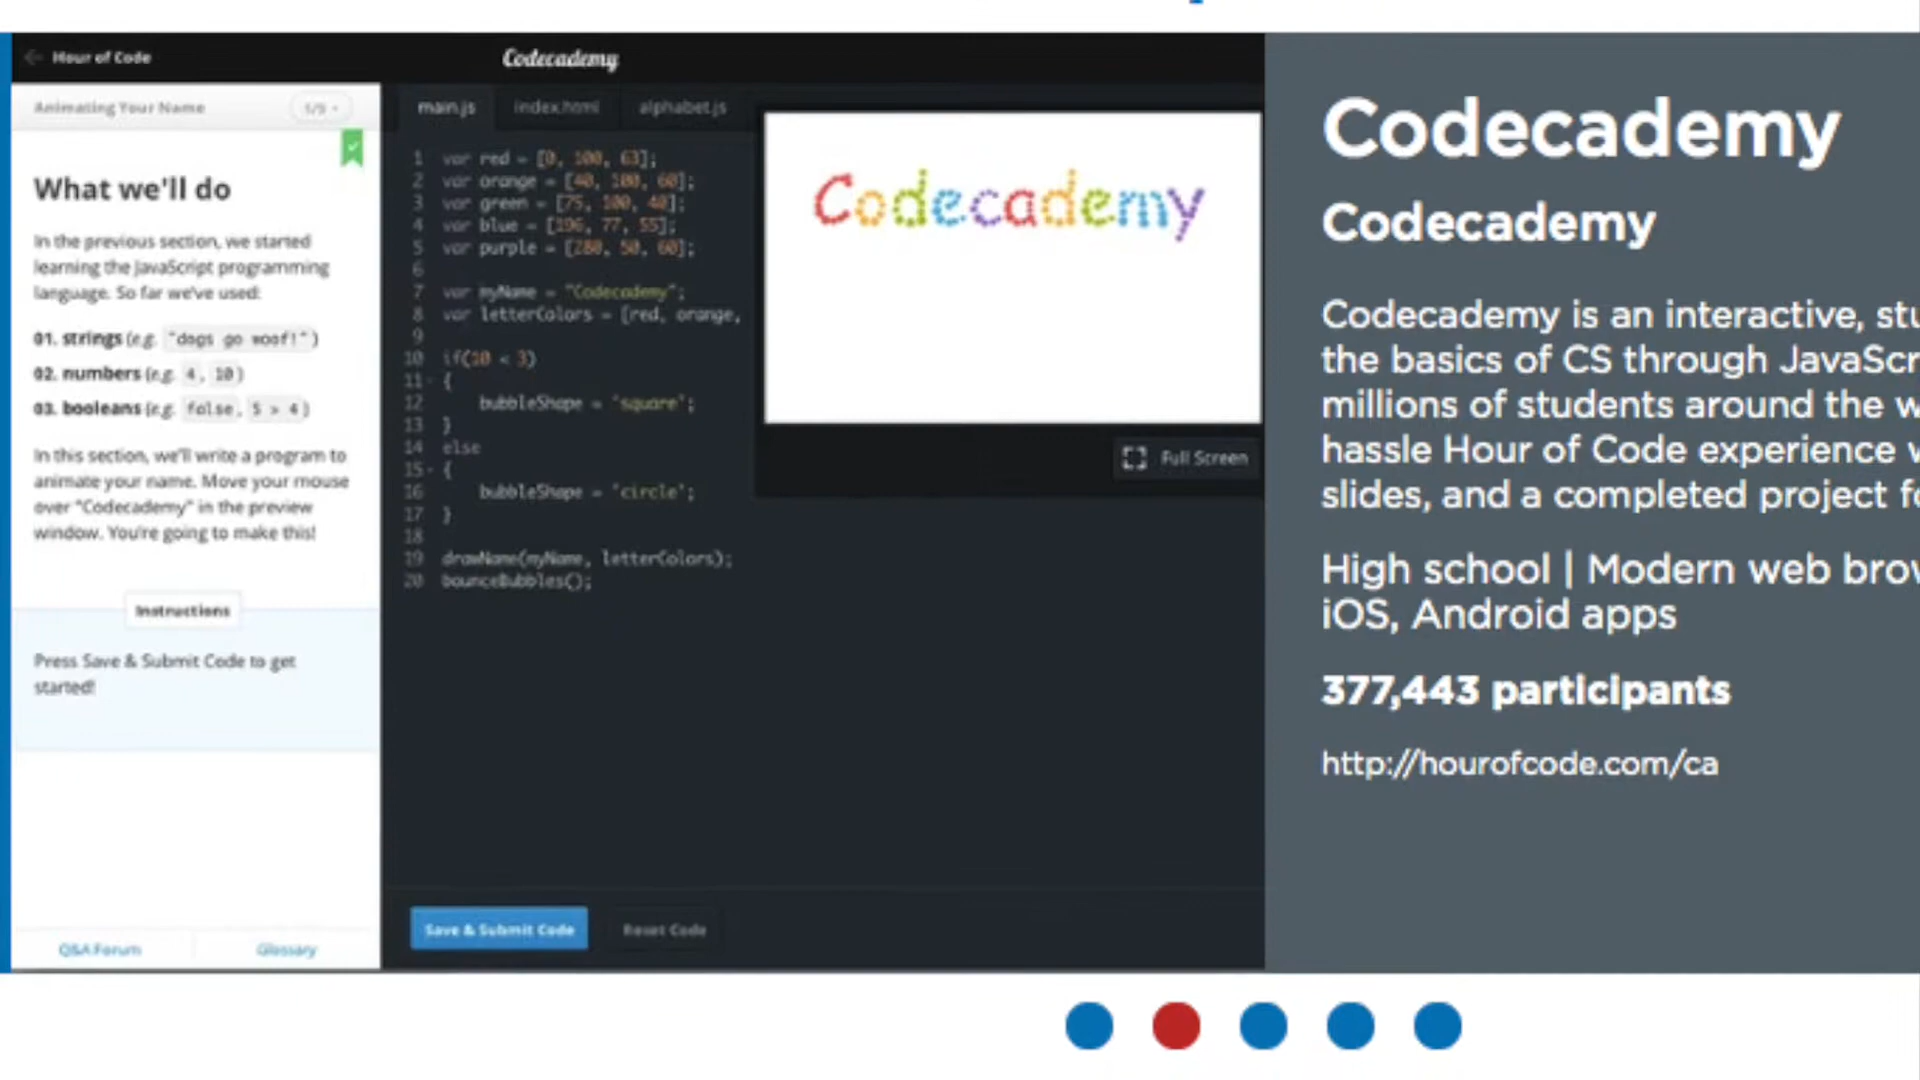 Hour of Code
Codecademy
Animating Your Name
1/5
What we'll do
In the previous section, we started
learning the JavaScript programming
language. So far we've used:
01. strings (e.g. "dogs go woof!")
02. numbers (e.g. 4, 10)
03. booleans (e.g. false, 5 > 4)
In this section, we'll write a program to
animate your name. Move your mouse
over "Codecademy" in the preview
window. You're going to make this!
Instructions
Press Save & Submit Code to get
started!
Q&A Forum
Glossary
main.js
index.html
alphabet.js
1 var red = [0, 100, 63];
2 var orange = [40, 100, 60];
3 var green = [75, 100, 40];
4 var blue = [196, 77, 55];
5 var purple = [280, 50, 60];
6
7 var myName = "Codecademy";
8 var letterColors = [red, orange,
9
10 if(10 < 3)
11 {
12 bubbleShape = 'square';
13 }
14 else
15 {
16 bubbleShape = 'circle';
17 }
18
19 drawName(myName, letterColors);
20 bounceBubbles();
Codecademy
Full Screen
Save & Submit Code
Reset Code
Codecademy
Codecademy
Codecademy is an interactive, stu
the basics of CS through JavaScr
millions of students around the w
hassle Hour of Code experience w
slides, and a completed project fo
High school | Modern web brow
iOS, Android apps
377,443 participants
http://hourofcode.com/ca